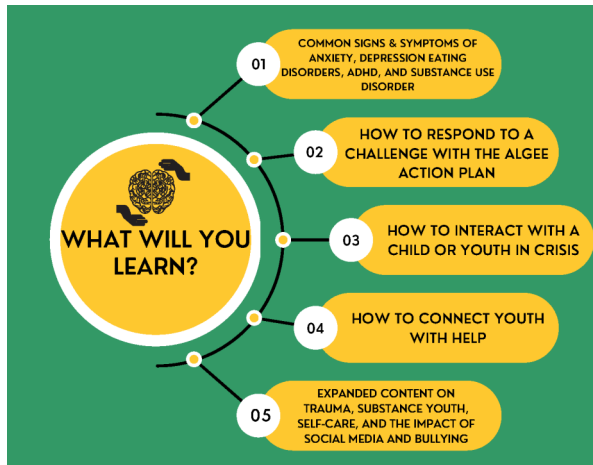 WHAT WILL YOU
LEARN?
01
COMMON SIGNS & SYMPTOMS OF
ANXIETY, DEPRESSION EATING
DISORDERS, ADHD, AND SUBSTANCE USE
DISORDER
02
HOW TO RESPOND TO A
CHALLENGE WITH THE ALGEE
ACTION PLAN
03
HOW TO INTERACT WITH A
CHILD OR YOUTH IN CRISIS
04
HOW TO CONNECT YOUTH
WITH HELP
05
EXPANDED CONTENT ON
TRAUMA, SUBSTANCE YOUTH,
SELF-CARE, AND THE IMPACT OF
SOCIAL MEDIA AND BULLYING